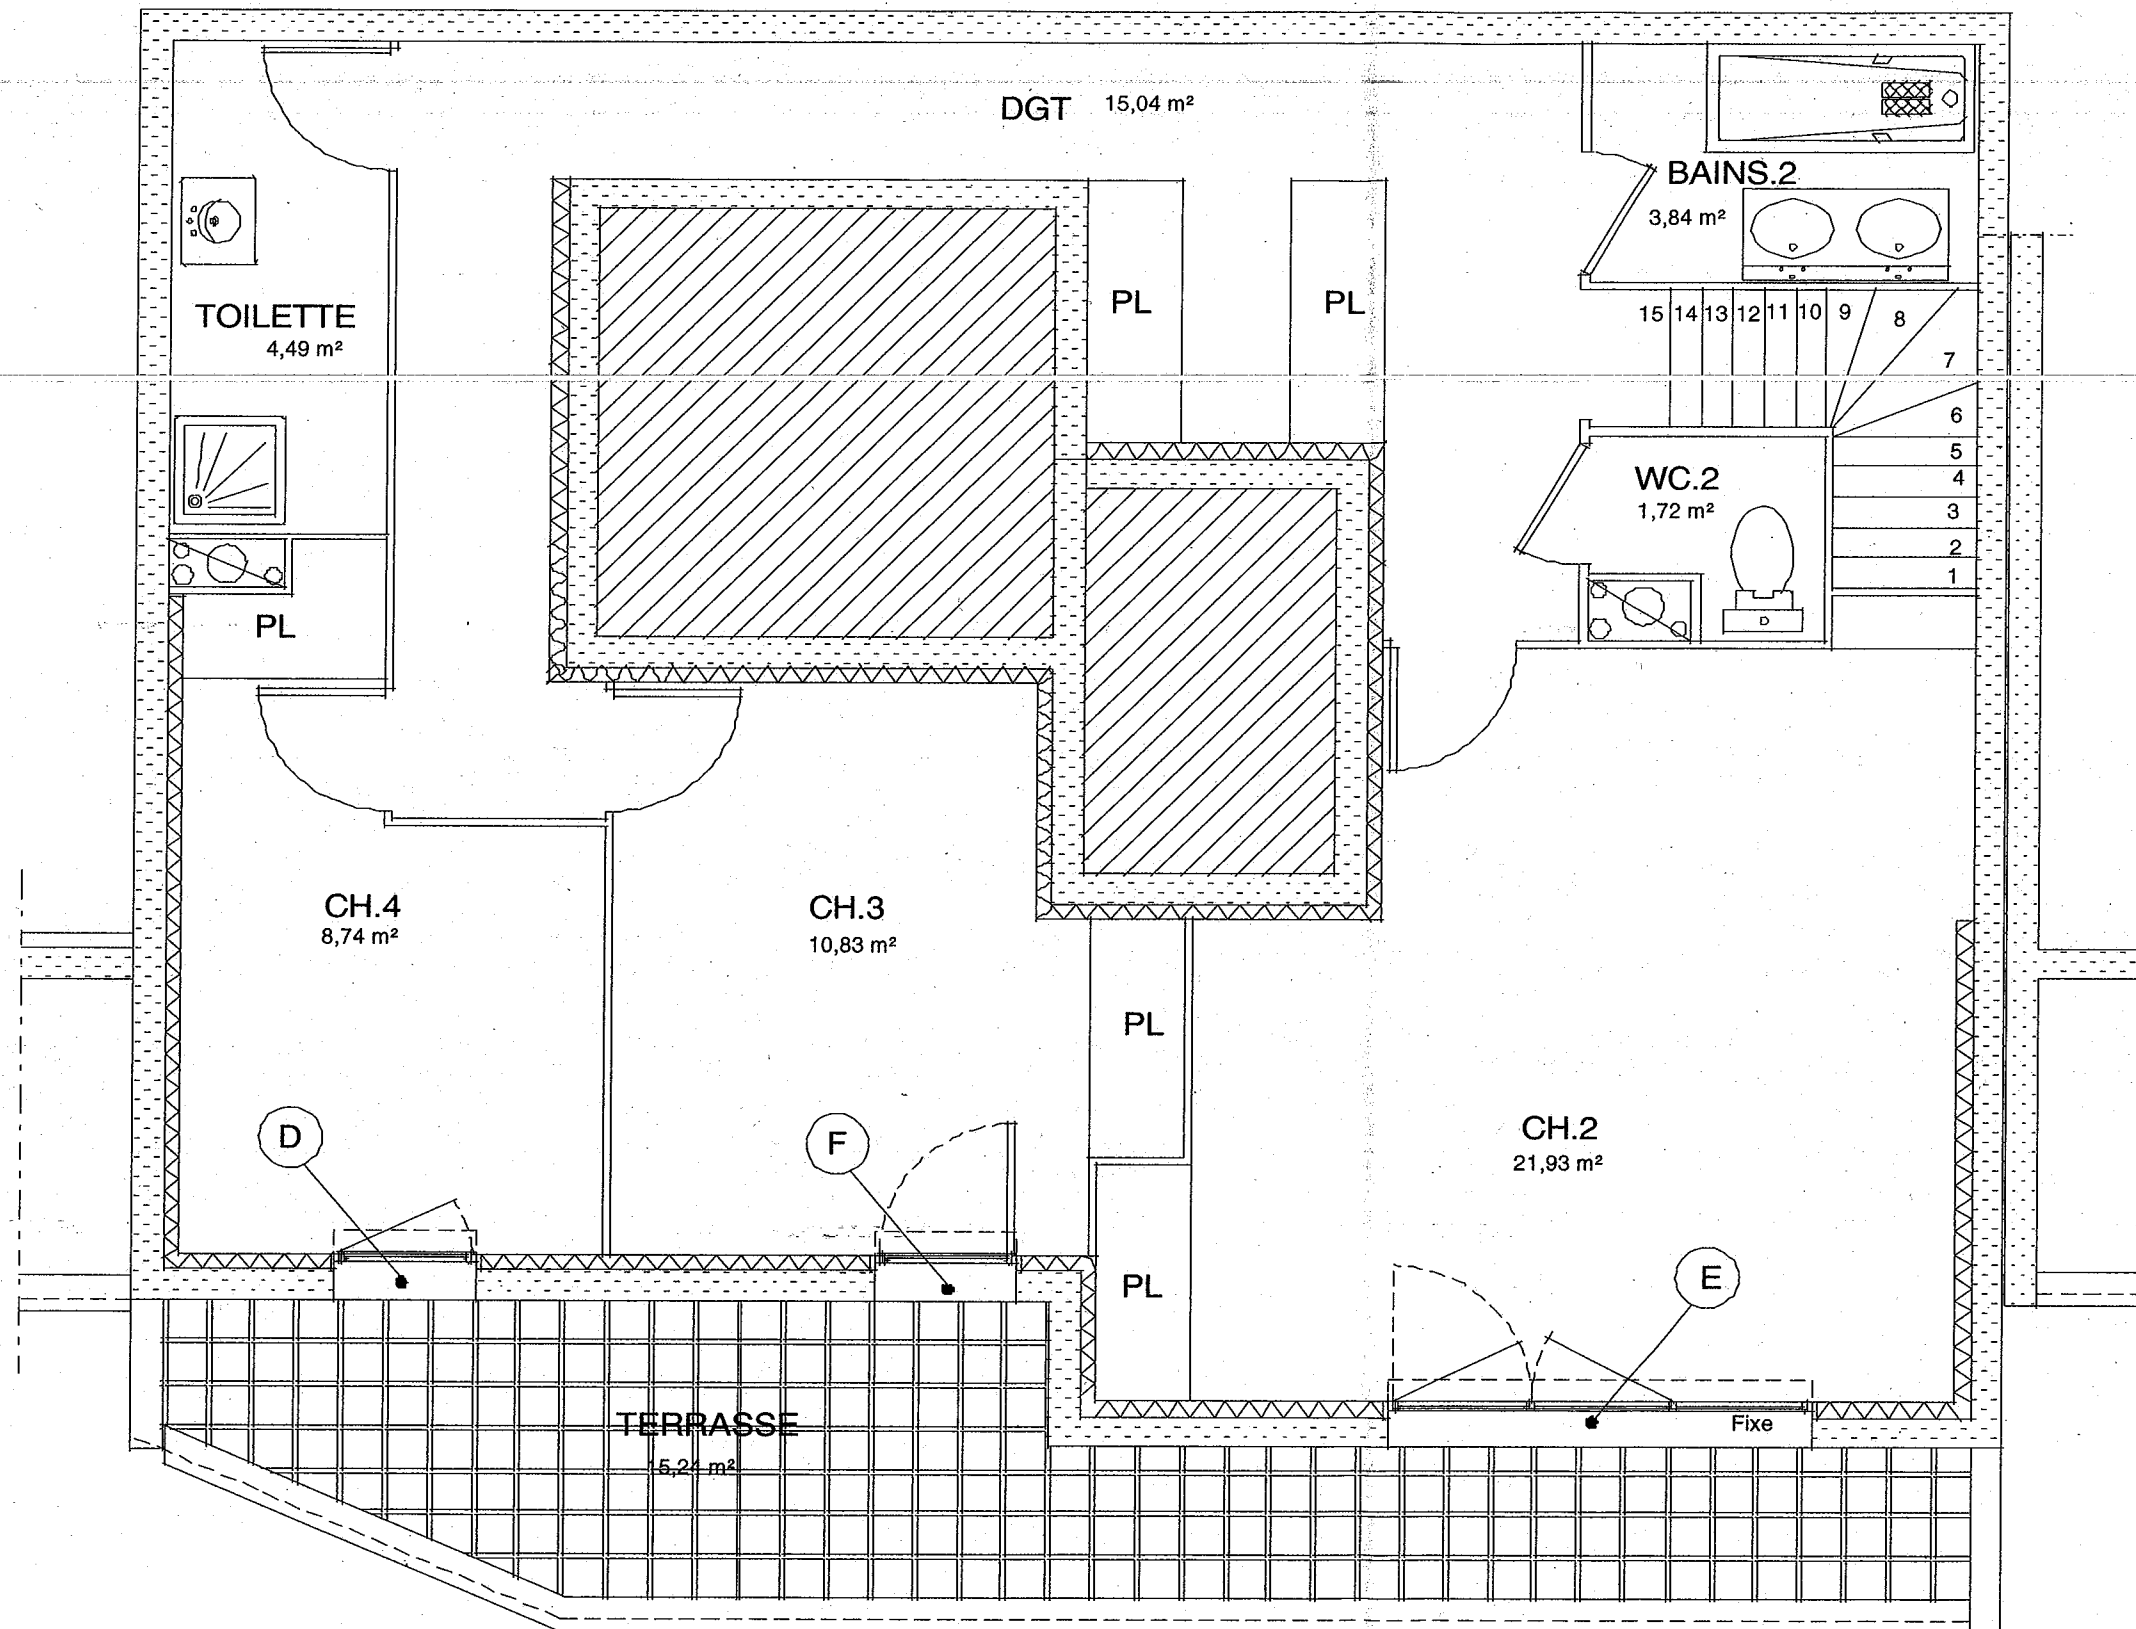 DGT 15,04 m²
BAINS.2
3,84 m²
TOILETTE
4,49 m²
PL
PL
15 14 13 12 11 10 9 8
7
6
5
4
3
2
1
WC.2
1,72 m²
PL
CH.4
8,74 m²
CH.3
10,83 m²
PL
D
F
CH.2
21,93 m²
PL
E
Fixe
TERRASSE
15,24 m²